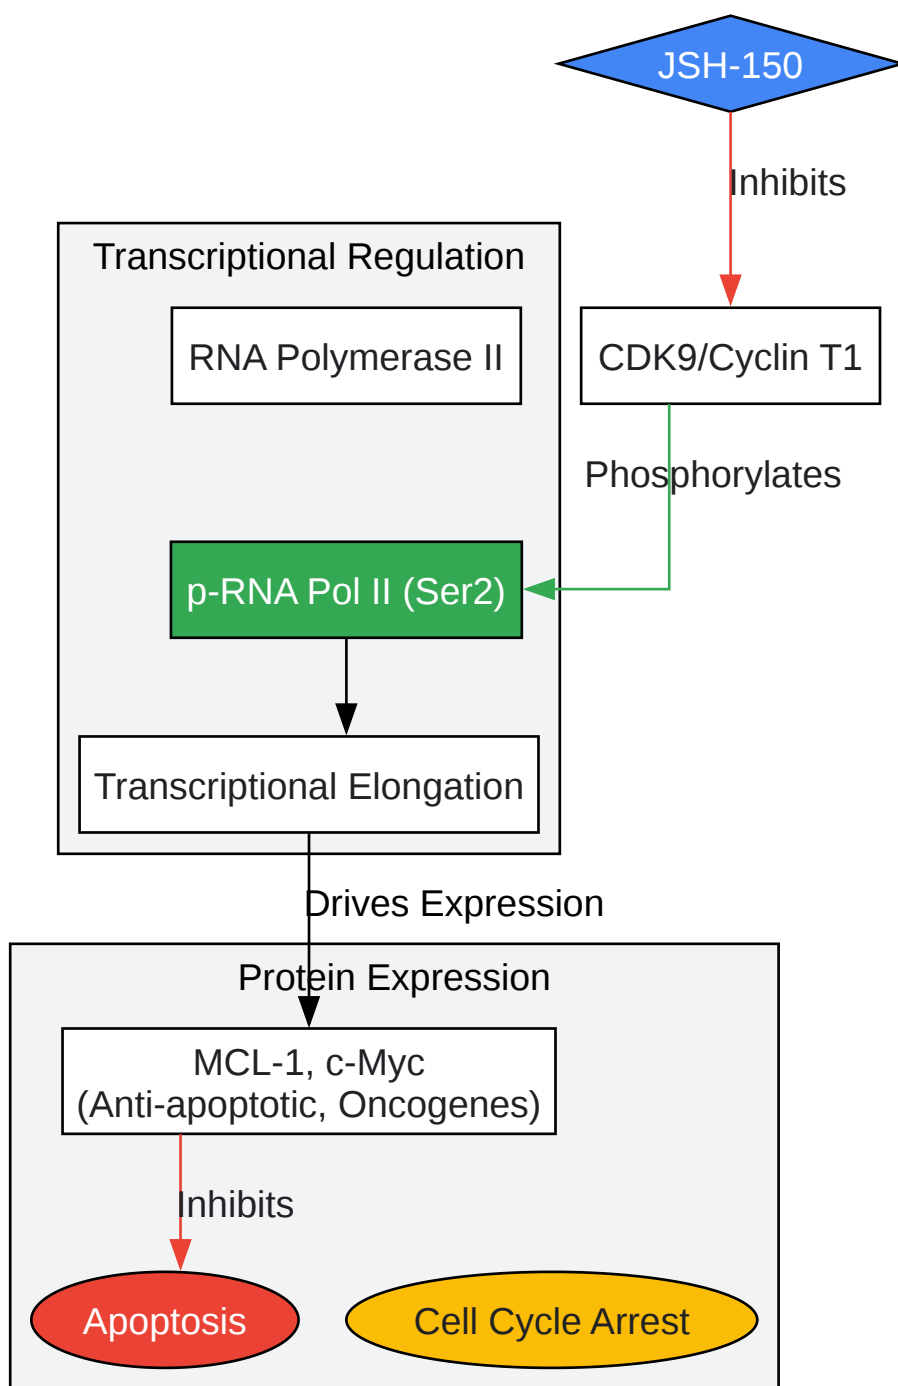 JSH-150
Inhibits
Transcriptional Regulation
RNA Polymerase II
CDK9/Cyclin T1
Phosphorylates
p-RNA Pol II (Ser2)
Transcriptional Elongation
Drives Expression
Protein Expression
MCL-1, c-Myc
(Anti-apoptotic, Oncogenes)
Inhibits
Apoptosis
Cell Cycle Arrest